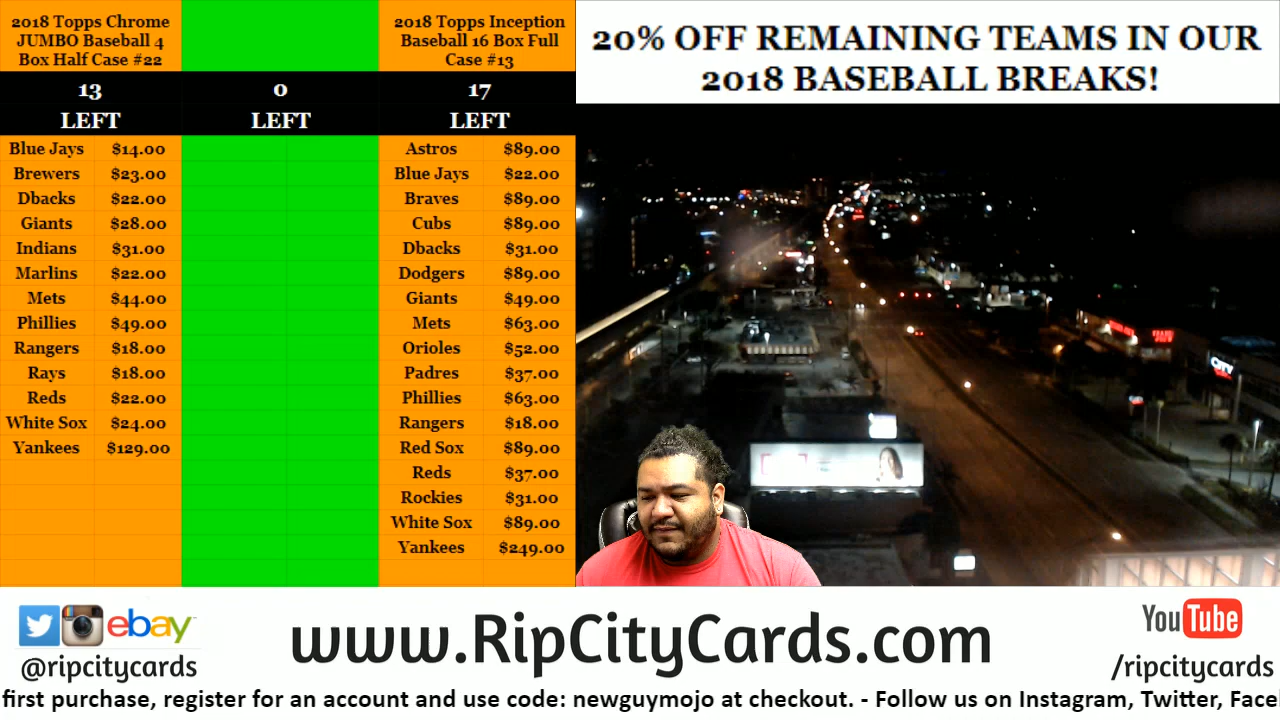 2018 Topps Chrome
JUMBO Baseball 4
Box Half Case #22
13
LEFT
Blue Jays $14.00
Brewers $23.00
Dbacks $22.00
Giants $28.00
Indians $31.00
Marlins $22.00
Mets $44.00
Phillies $49.00
Rangers $18.00
Rays $18.00
Reds $22.00
White Sox $24.00
Yankees $129.00
0
LEFT
2018 Topps Inception
Baseball 16 Box Full
Case #13
17
LEFT
Astros $89.00
Blue Jays $22.00
Braves $89.00
Cubs $89.00
Dbacks $31.00
Dodgers $89.00
Giants $49.00
Mets $63.00
Orioles $52.00
Padres $37.00
Phillies $63.00
Rangers $18.00
Red Sox $89.00
Reds $37.00
Rockies $31.00
White Sox $89.00
Yankees $249.00
20% OFF REMAINING TEAMS IN OUR
2018 BASEBALL BREAKS!
ebay
@ripcitycards
www.RipCityCards.com
YouTube
/ripcitycards
first purchase, register for an account and use code: newguymojo at checkout. - Follow us on Instagram, Twitter, Face